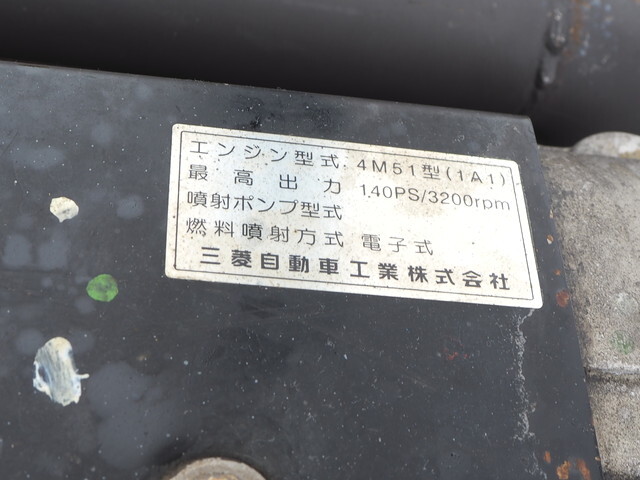 エンジン型式 4M51型(1A1)
最高出力 140PS/3200rpm
噴射ポンプ型式
燃料噴射方式 電子式
三菱自動車工業株式会社